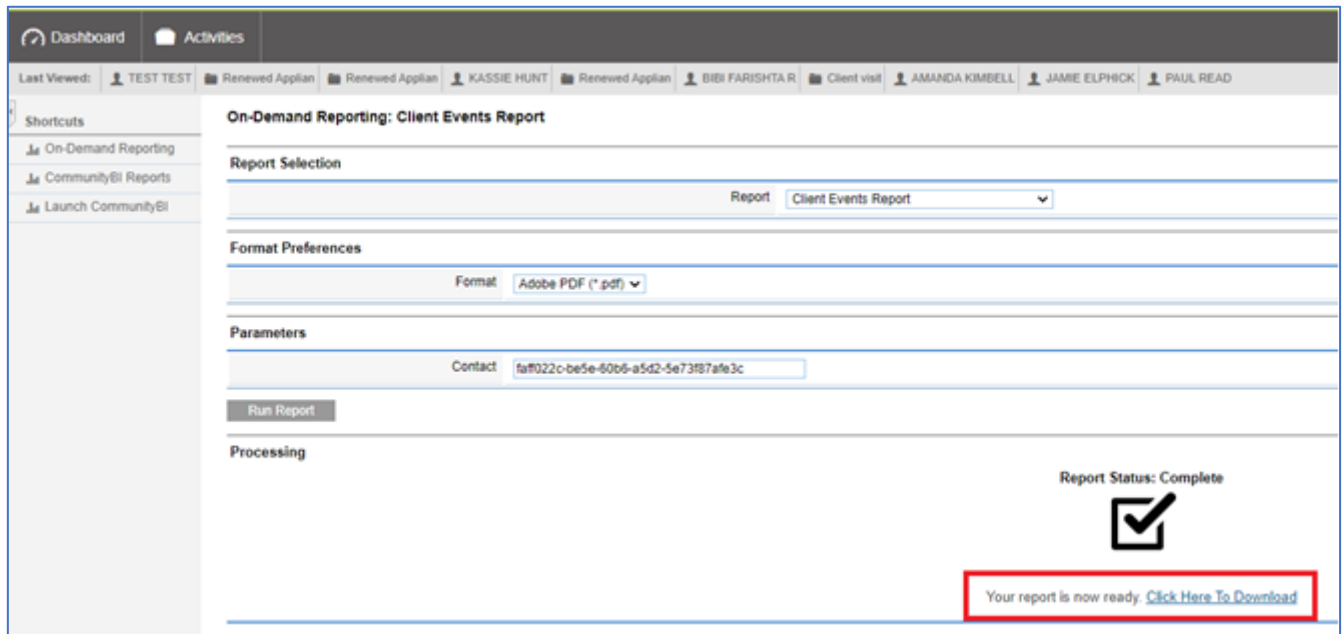 Dashboard Activities
Last Viewed: TEST TEST Renewed Applian Renewed Applian KASSIE HUNT Renewed Applian BIBI FARISHTA R Client visit AMANDA KIMBELL JAMIE ELPHICK PAUL READ
Shortcuts
On-Demand Reporting
CommunityBI Reports
Launch CommunityBI
On-Demand Reporting: Client Events Report
Report Selection
Report Client Events Report
Format Preferences
Format Adobe PDF (*.pdf)
Parameters
Contact faff022c-be5e-60b6-a5d2-5e73f87afe3c
Run Report
Processing
Report Status: Complete
Your report is now ready. Click Here To Download